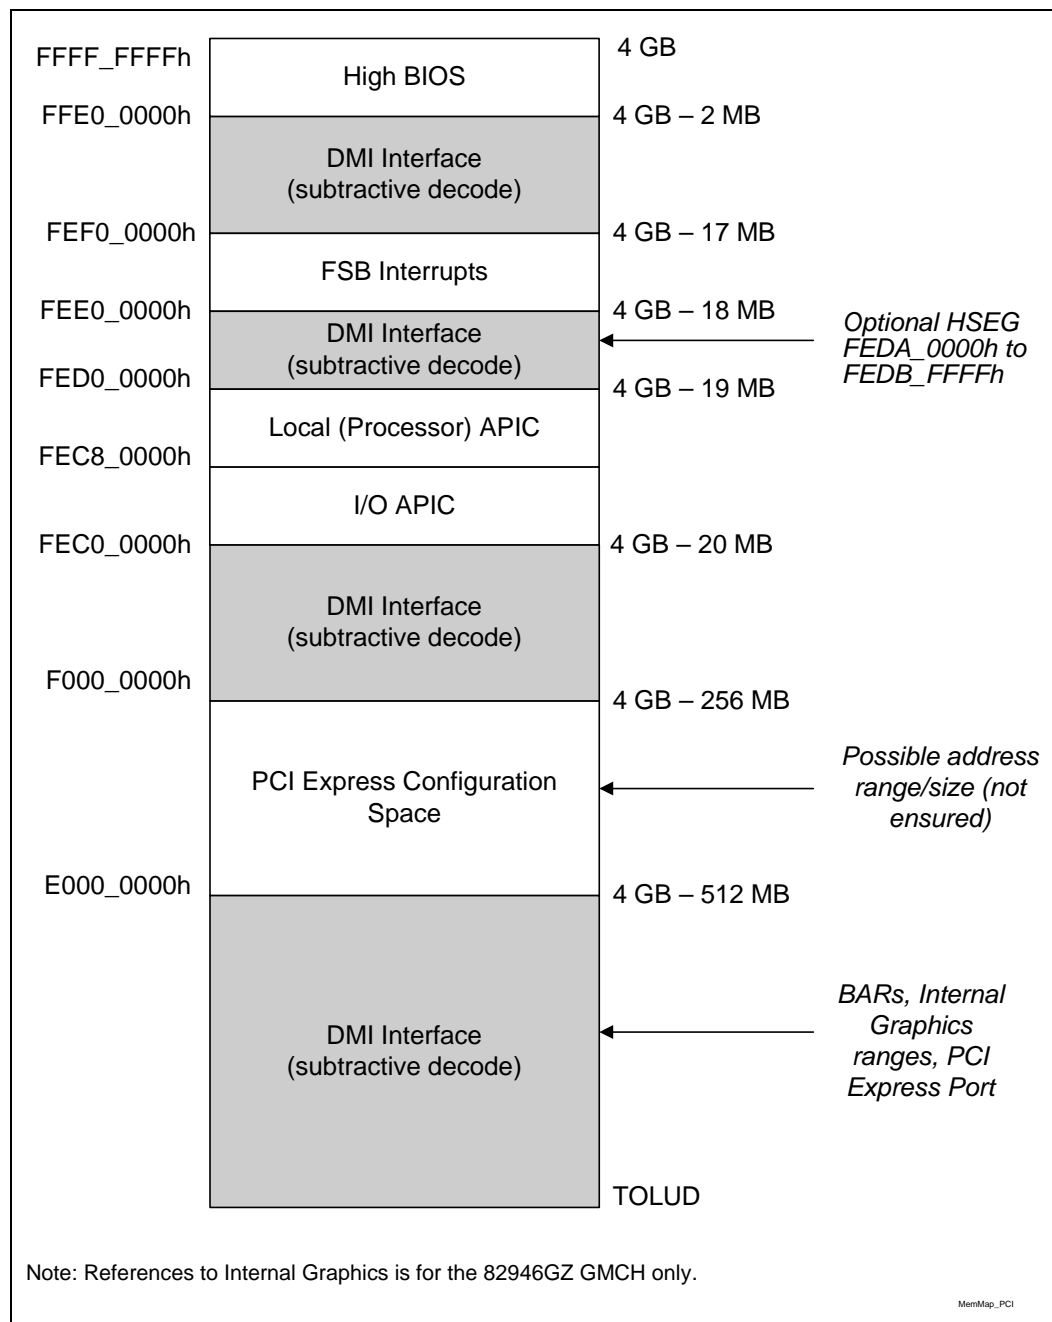 FFFF_FFFFh
4 GB
High BIOS
FFE0_0000h
4 GB – 2 MB
DMI Interface
(subtractive decode)
FEF0_0000h
4 GB – 17 MB
FSB Interrupts
FEE0_0000h
4 GB – 18 MB
DMI Interface
(subtractive decode)
Optional HSEG
FEDA_0000h to
FEDB_FFFFh
FED0_0000h
4 GB – 19 MB
Local (Processor) APIC
FEC8_0000h
I/O APIC
FEC0_0000h
4 GB – 20 MB
DMI Interface
(subtractive decode)
F000_0000h
4 GB – 256 MB
PCI Express Configuration
Space
Possible address
range/size (not
ensured)
E000_0000h
4 GB – 512 MB
DMI Interface
(subtractive decode)
BARs, Internal
Graphics
ranges, PCI
Express Port
TOLUD
Note: References to Internal Graphics is for the 82946GZ GMCH only.
MemMap_PCI